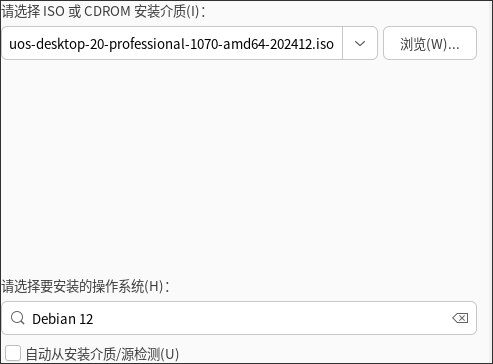 请选择 ISO 或 CDROM 安装介质(I)：
uos-desktop-20-professional-1070-amd64-202412.iso
浏览(W)...
请选择要安装的操作系统(H)：
Debian 12
自动从安装介质/源检测(U)